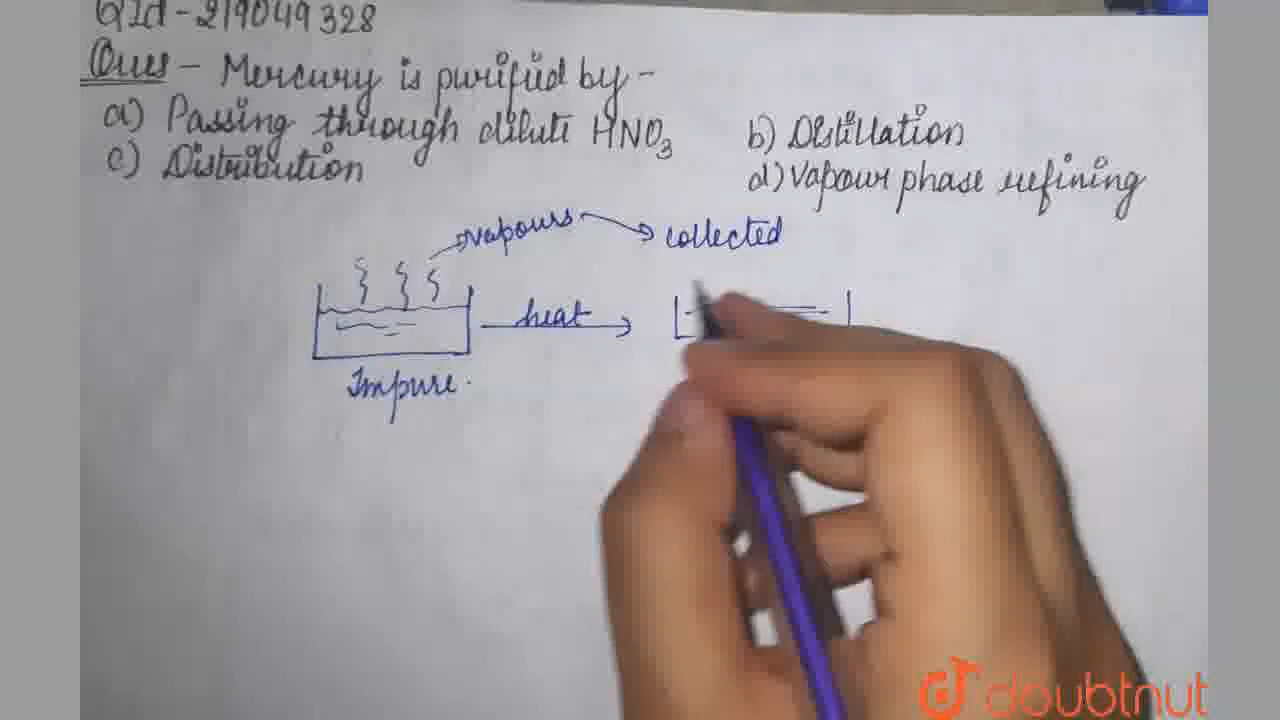 QId - 219049328
Ques - Mercury is purified by -
a) Passing through dilute HNO3 b) Distillation
c) Distribution d) Vapour phase refining
vapours collected
heat
Impure.
doubtnut